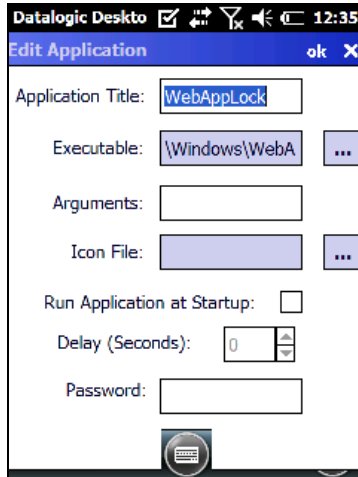 Datalogic Deskto 12:35
Edit Application ok X
Application Title: WebAppLock
Executable: \Windows\WebA ...
Arguments:
Icon File: ...
Run Application at Startup:
Delay (Seconds): 0
Password: